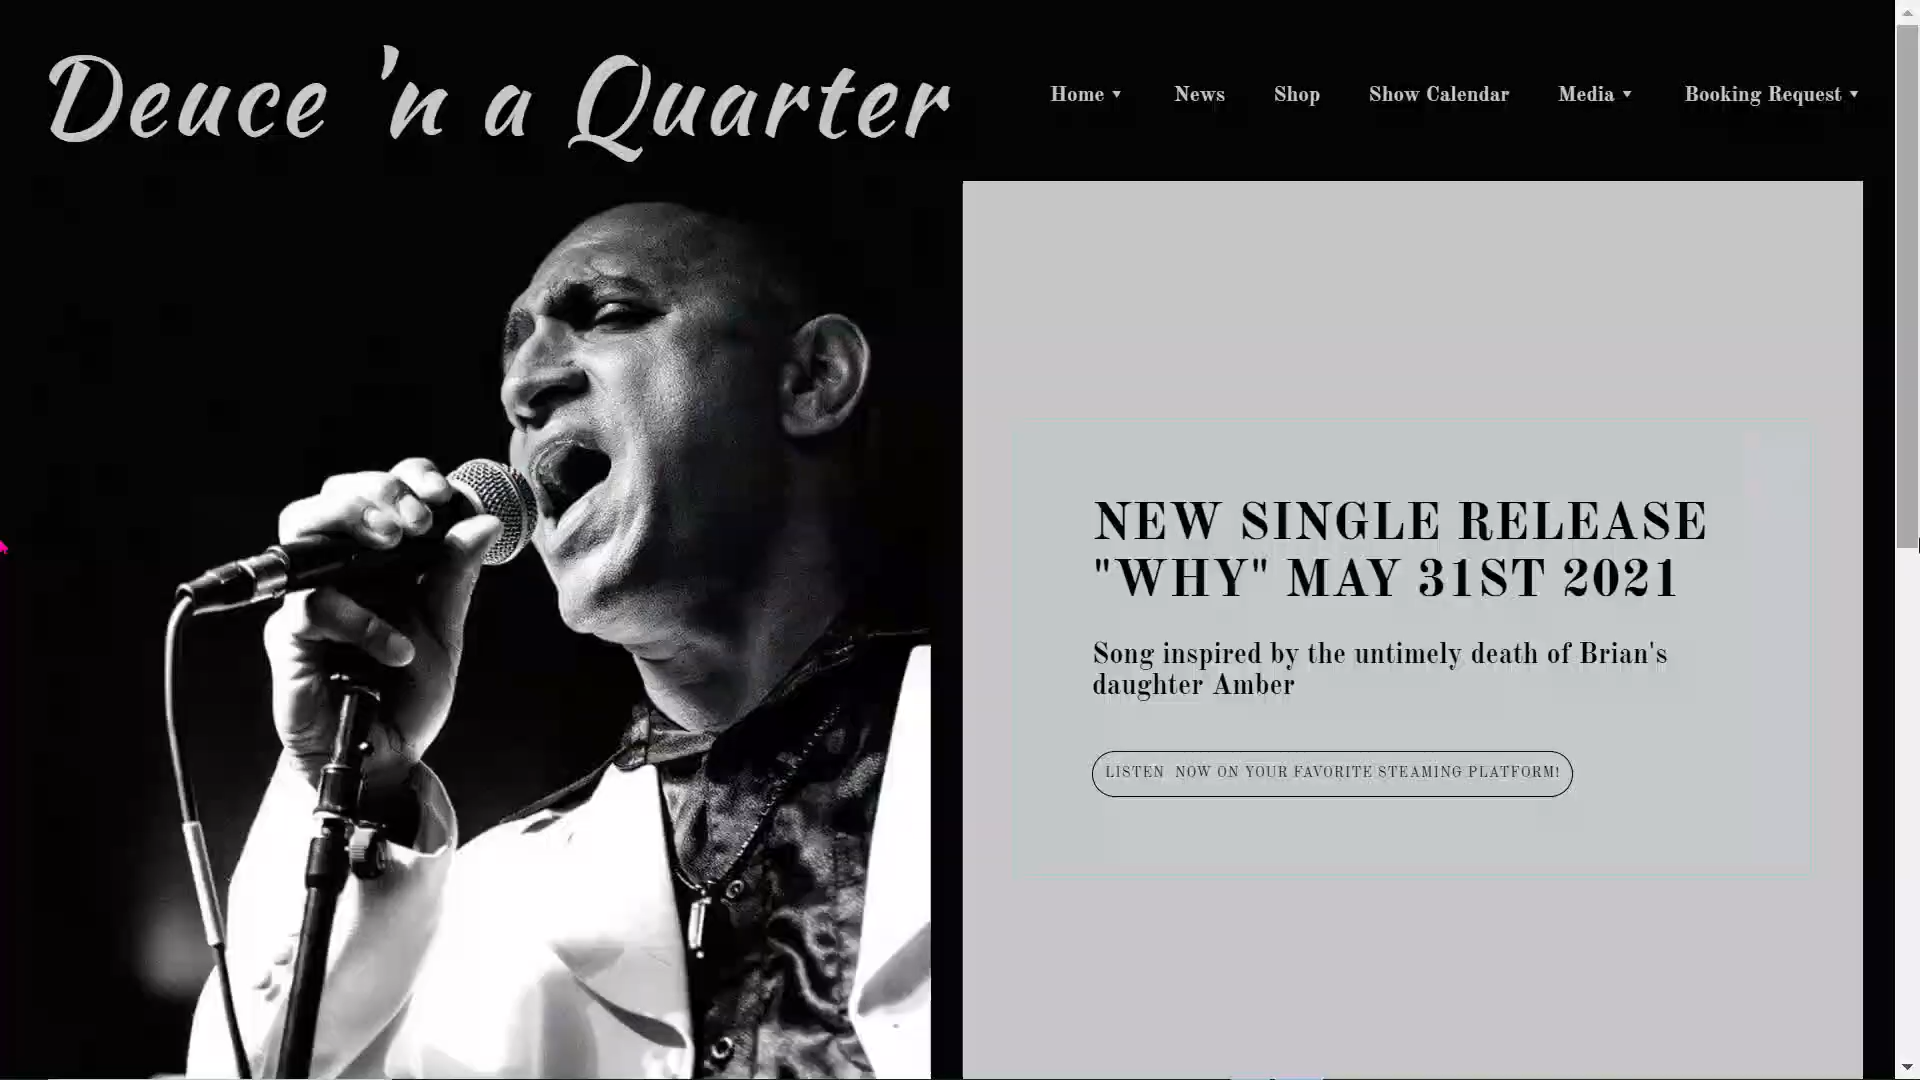 Deuce 'n a Quarter
Home ▾ News Shop Show Calendar Media ▾ Booking Request ▾
NEW SINGLE RELEASE
"WHY" MAY 31ST 2021
Song inspired by the untimely death of Brian's
daughter Amber
LISTEN NOW ON YOUR FAVORITE STEAMING PLATFORM!